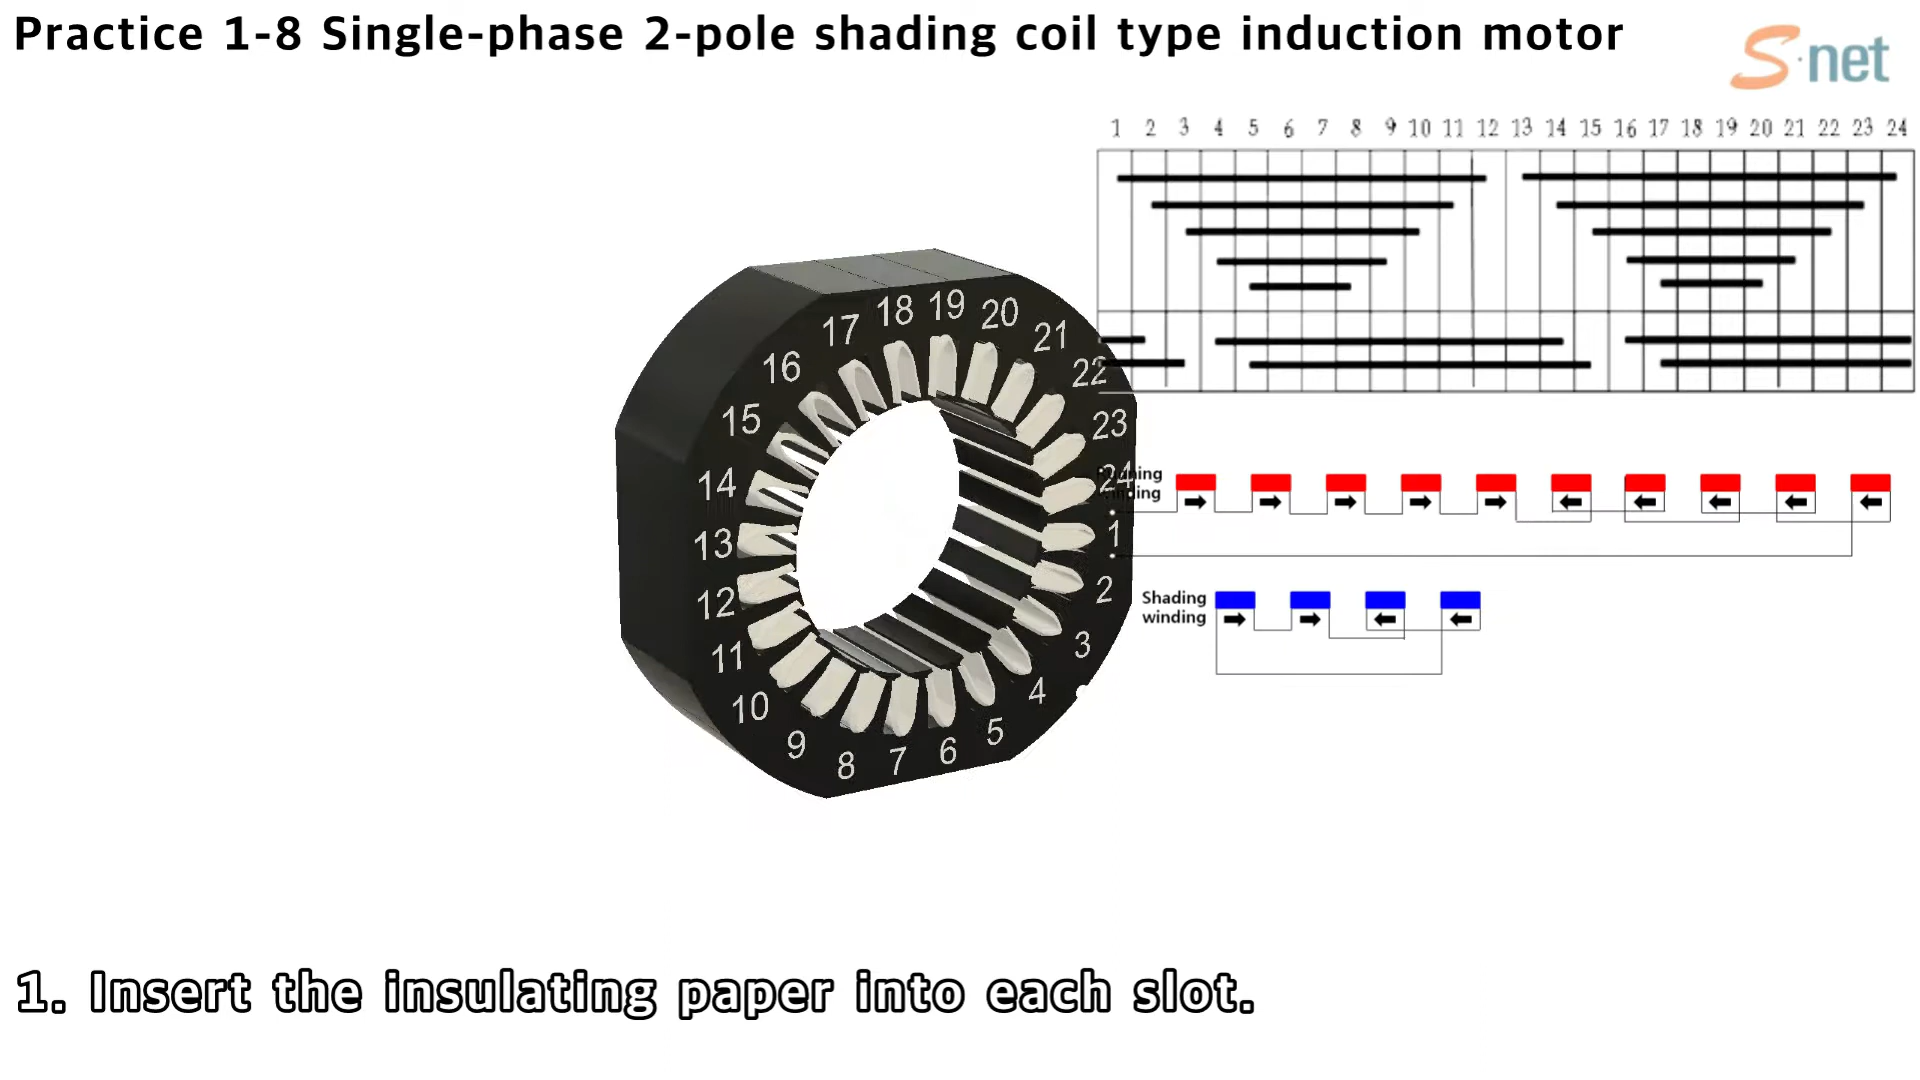 Practice 1-8 Single-phase 2-pole shading coil type induction motor
S·net
1 2 3 4 5 6 7 8 9 10 11 12 13 14 15 16 17 18 19 20 21 22 23 24
18 19 20
17 21
16 22
15 23
14 24
13 1
12 2
11 3
10 4
9 5
8 7 6
Running
winding
Shading
winding
1. Insert the insulating paper into each slot.